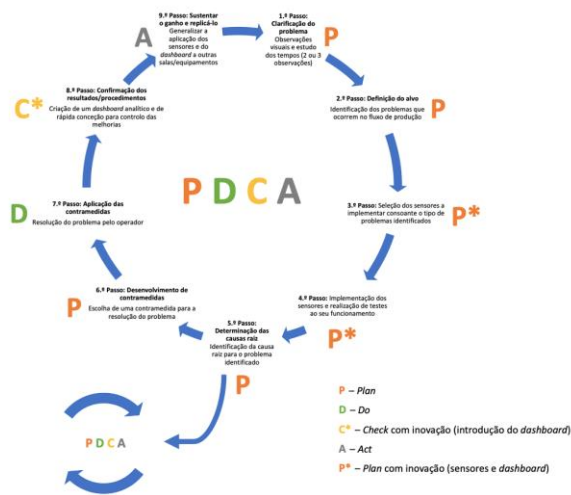 1.º Passo:
Clarificação do
problema
Observações
visuais e estudo
dos tempos (2 ou 3
observações)
P
2.º Passo: Definição do alvo
Identificação dos problemas que
ocorrem no fluxo de produção
P
3.º Passo: Seleção dos sensores a
implementar consoante o tipo de
problemas identificados
P*
4.º Passo: Implementação dos
sensores e realização de testes
ao seu funcionamento
P*
5.º Passo:
Determinação das
causas raiz
Identificação da causa
raiz para o problema
identificado
P
6.º Passo: Desenvolvimento de
contramedidas
Escolha de uma contramedida para a
resolução do problema
P
7.º Passo: Aplicação das
contramedidas
Resolução do problema pelo operador
D
8.º Passo: Confirmação dos
resultados/procedimentos
Criação de um dashboard analítico e de
rápida conceção para controlo das
melhorias
C*
9.º Passo: Sustentar
o ganho e replicá-lo
Generalizar a
aplicação dos
sensores e do
dashboard a outras
salas/equipamentos
A
P D C A
P D C A
P – Plan
D – Do
C* – Check com inovação (introdução do dashboard)
A – Act
P* – Plan com inovação (sensores e dashboard)